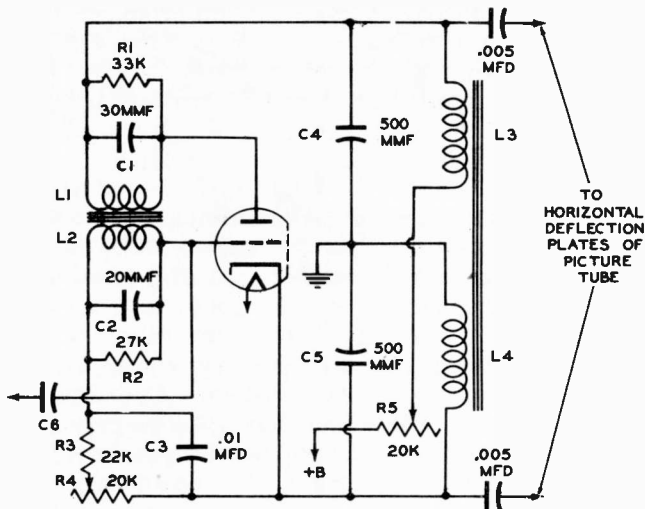 R1
33K
30MMF
C1
L1
L2
20MMF
C2
27K
R2
C6
R3
22K
C3
.01
MFD
R4
20K
C4
500
MMF
C5
500
MMF
+B
R5
20K
.005
MFD
L3
L4
.005
MFD
TO
HORIZONTAL
DEFLECTION
PLATES OF
PICTURE
TUBE